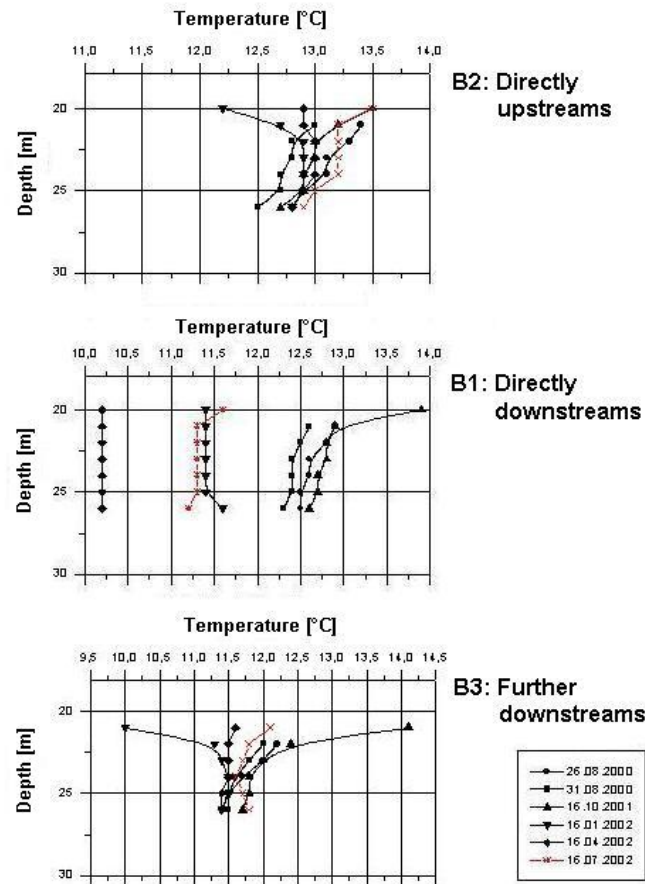 Temperature [°C]
11,0 11,5 12,0 12,5 13,0 13,5 14,0
B2: Directly
upstreams
Depth [m]
20
25
30
Temperature [°C]
10,0 10,5 11,0 11,5 12,0 12,5 13,0 13,5 14,0
B1: Directly
downstreams
Depth [m]
20
25
30
Temperature [°C]
9,5 10,0 10,5 11,0 11,5 12,0 12,5 13,0 13,5 14,0 14,5
B3: Further
downstreams
Depth [m]
20
25
30
26.08.2000
31.08.2000
16.10.2001
16.01.2002
16.04.2002
16.07.2002